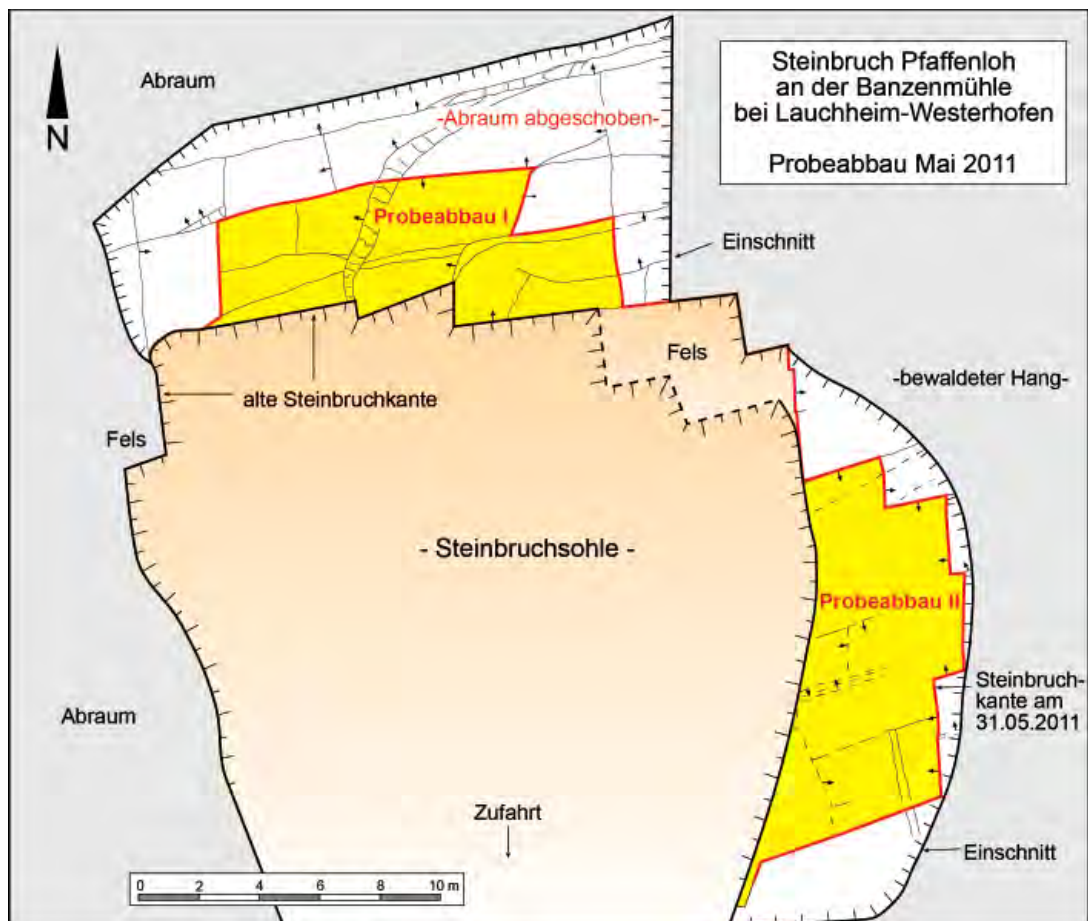 Steinbruch Pfaffenloh
an der Banzenmühle
bei Lauchheim-Westerhofen
Probeabbau Mai 2011
Abraum
N
-Abraum abgeschoben-
Probeabbau I
Einschnitt
Fels
-bewaldeter Hang-
alte Steinbruchkante
Fels
- Steinbruchsohle -
Probeabbau II
Steinbruch-
kante am
31.05.2011
Abraum
Zufahrt
Einschnitt
0 2 4 6 8 10 m